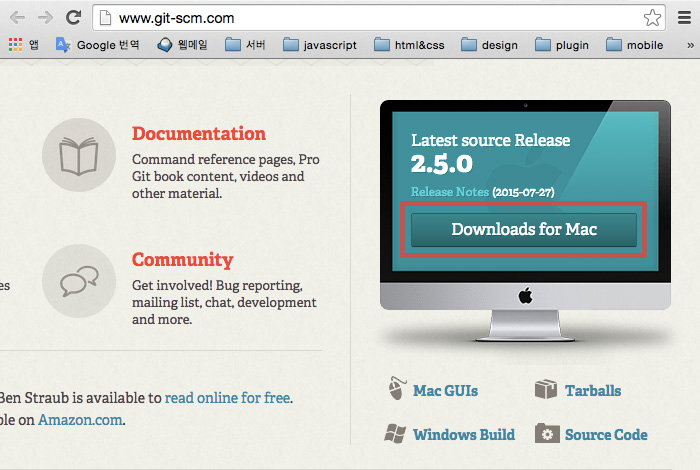 www.git-scm.com
앱
Google 번역
웹메일
서버
javascript
html&css
design
plugin
mobile
»
Documentation
Command reference pages, Pro
Git book content, videos and
other material.
Community
Get involved! Bug reporting,
mailing list, chat, development
and more.
es
Ben Straub is available to read online for free.
ble on Amazon.com.
Latest source Release
2.5.0
Release Notes (2015-07-27)
Downloads for Mac
Mac GUIs
Tarballs
Windows Build
Source Code